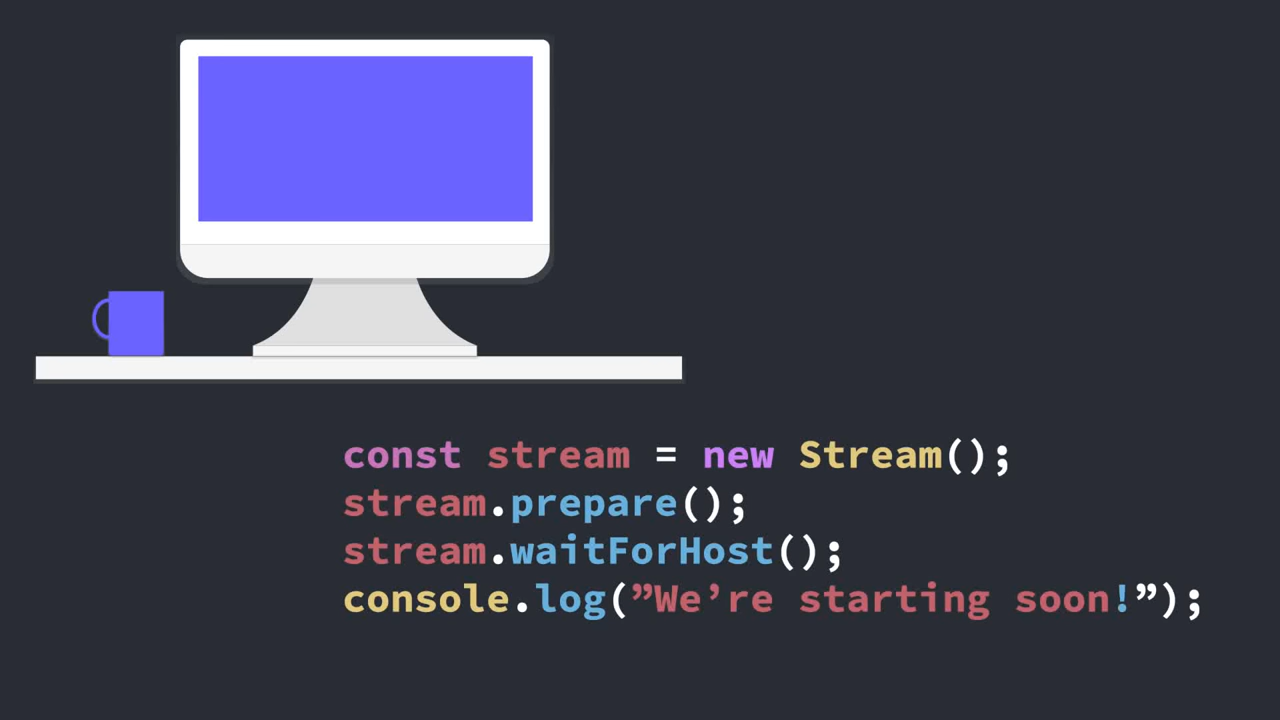 const stream = new Stream();
stream.prepare();
stream.waitForHost();
console.log(”We’re starting soon!”);